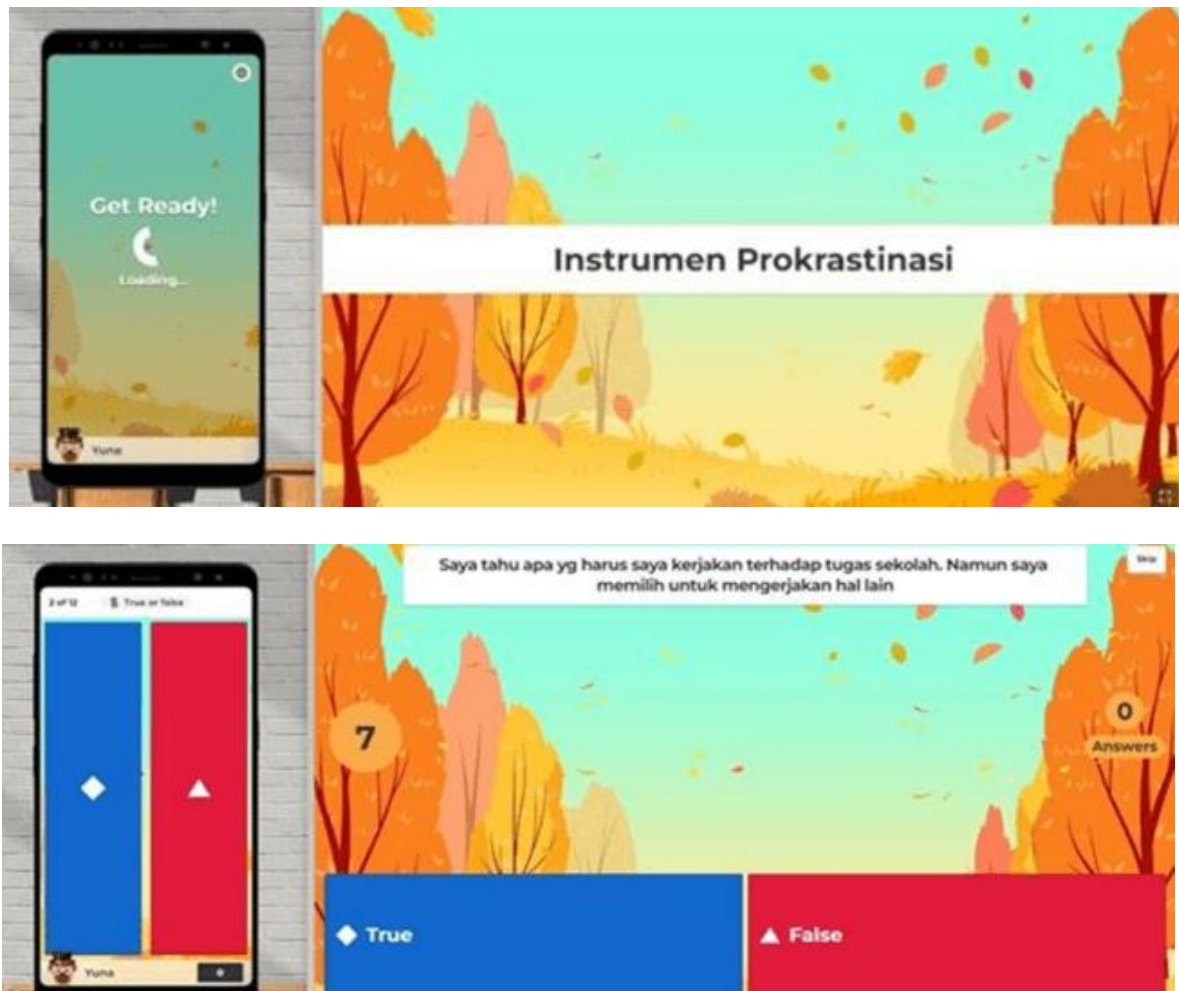 Get Ready!
Loading...
Yuna
Instrumen Prokrastinasi
2 of 12
True or false
Yuna
0
Saya tahu apa yg harus saya kerjakan terhadap tugas sekolah. Namun saya
memilih untuk mengerjakan hal lain
Skip
7
0
Answers
True
False